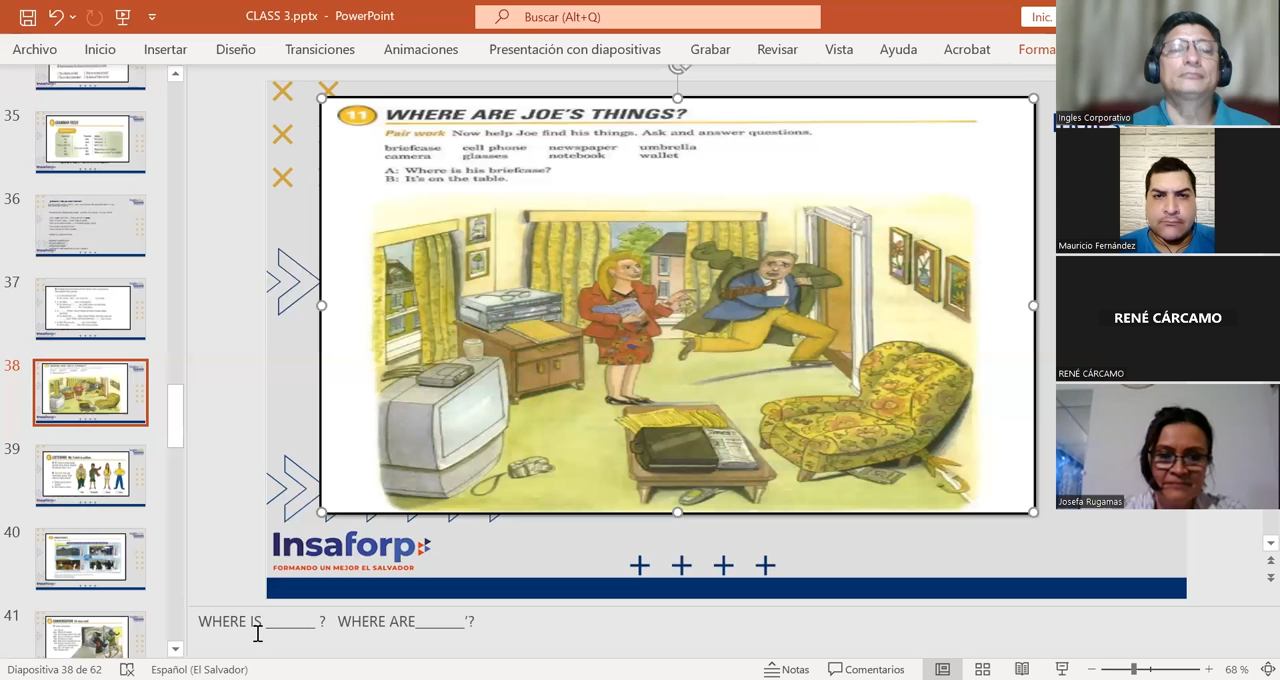 CLASS 3.pptx - PowerPoint
Buscar (Alt+Q)
Inic.
Archivo Inicio Insertar Diseño Transiciones Animaciones Presentación con diapositivas Grabar Revisar Vista Ayuda Acrobat Forma
35
36
37
38
39
40
41
11 WHERE ARE JOE'S THINGS?
Pair work Now help Joe find his things. Ask and answer questions.
briefcase cell phone newspaper umbrella
camera glasses notebook wallet
A: Where is his briefcase?
B: It's on the table.
Insaforp
FORMANDO UN MEJOR EL SALVADOR
WHERE IS _______ ? WHERE ARE_______'?
Ingles Corporativo
Mauricio Fernández
RENÉ CÁRCAMO
RENÉ CÁRCAMO
Josefa Rugamas
Diapositiva 38 de 62 Español (El Salvador) Notas Comentarios 68 %